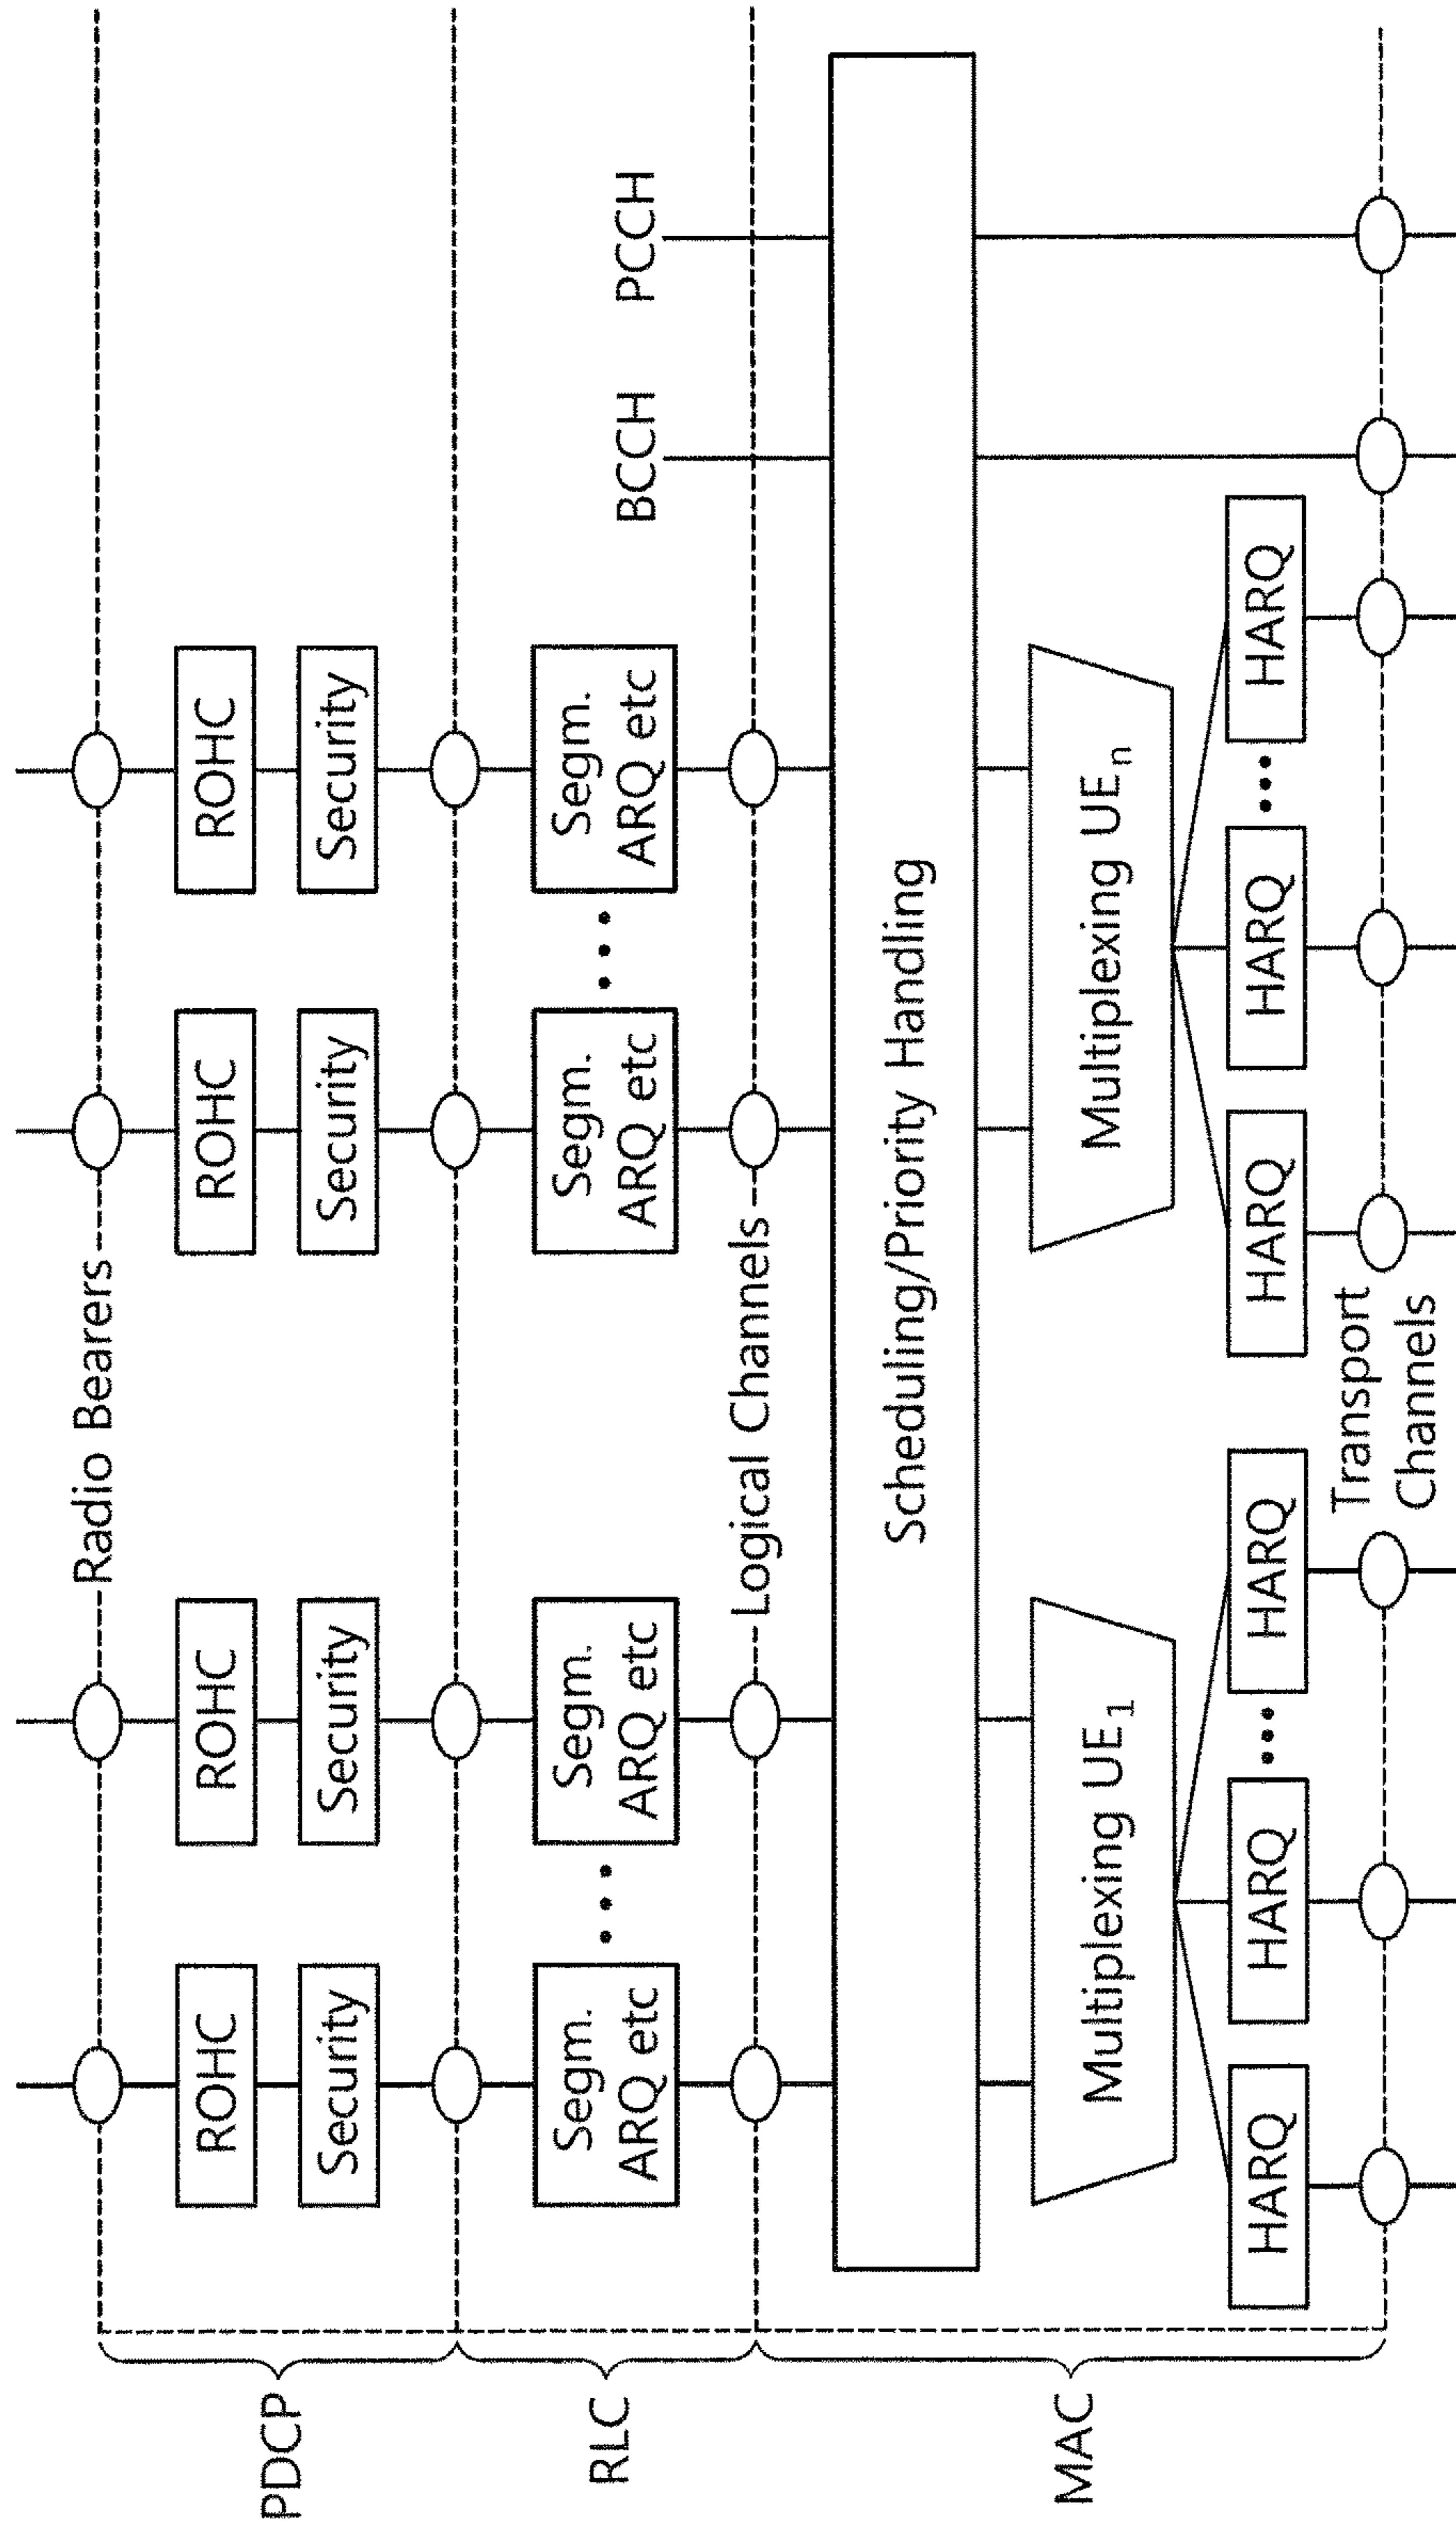 Radio Bearers
PDCP
ROHC
ROHC
ROHC
ROHC
Security
Security
Security
Security
RLC
Segm.
ARQ etc
...
Segm.
ARQ etc
Segm.
ARQ etc
...
Segm.
ARQ etc
BCCH
PCCH
Logical Channels
MAC
Scheduling/Priority Handling
Multiplexing UE1
Multiplexing UEn
HARQ
HARQ
...
HARQ
HARQ
HARQ
...
HARQ
Transport
Channels